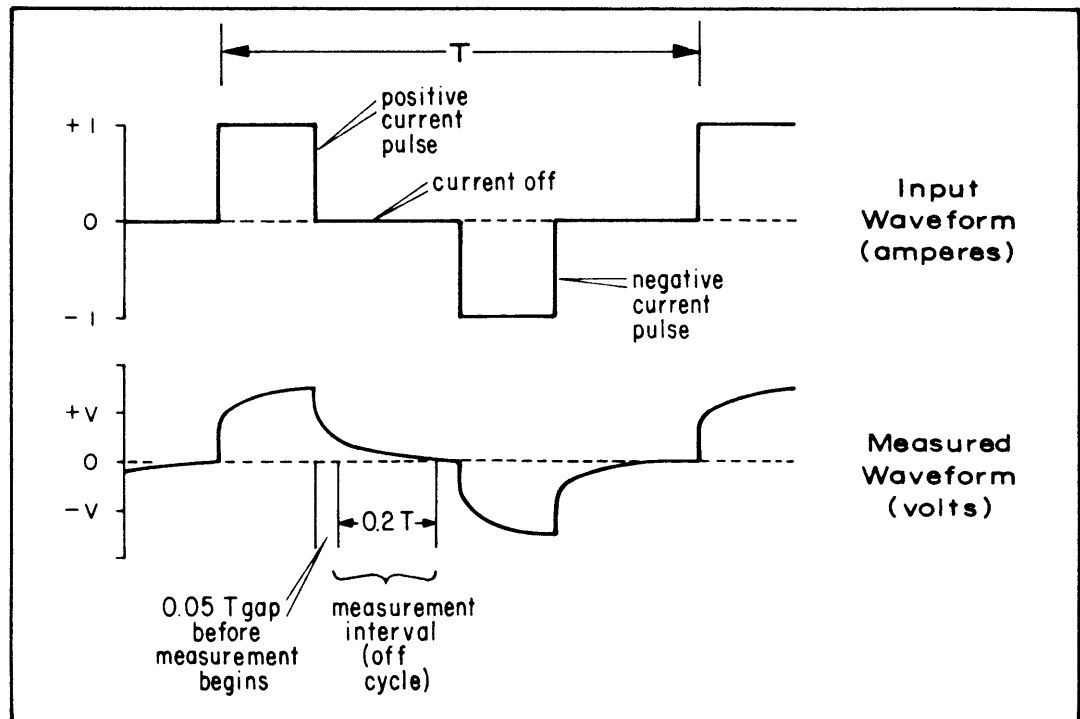 T
positive
current
pulse
+1
current off
0
-1
negative
current
pulse
Input
Waveform
(amperes)
+V
0
-V
0.2 T
Measured
Waveform
(volts)
0.05 T gap
before
measurement
begins
measurement
interval
(off
cycle)